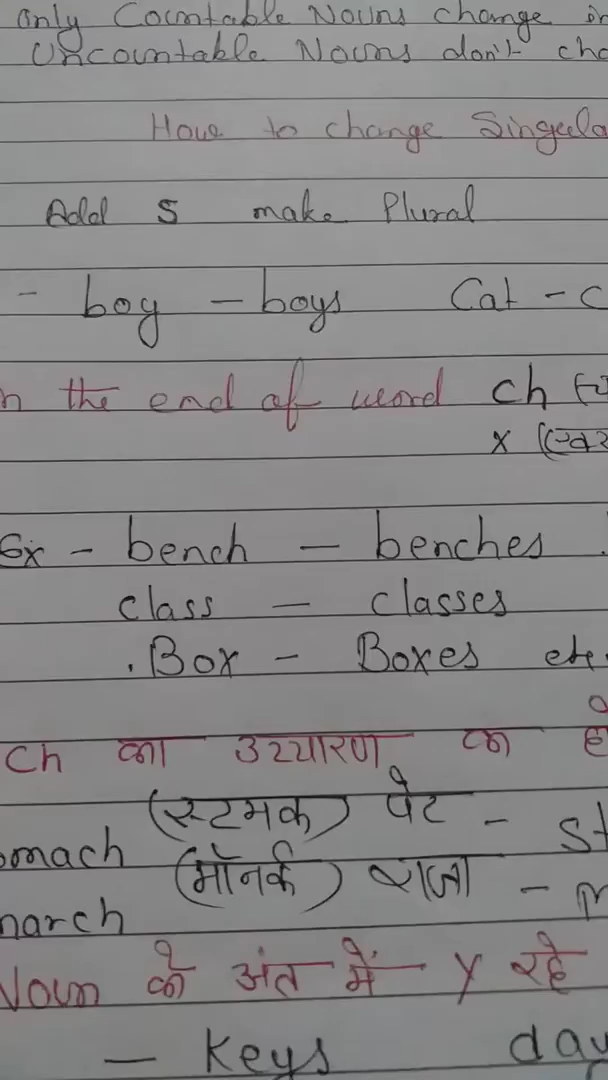 only Countable Nouns change
Uncountable Nouns don't
How to change
Add S make Plural
- boy - boys Cat -
the end of word ch
x
Ex - bench - benches
class - classes
. Box - Boxes etc.
Ch का उच्चारण क
(स्टमक) पेट -
omach
(मॉनर्क) राजा -
narch
Noun के अंत में y रहे
- Keys day